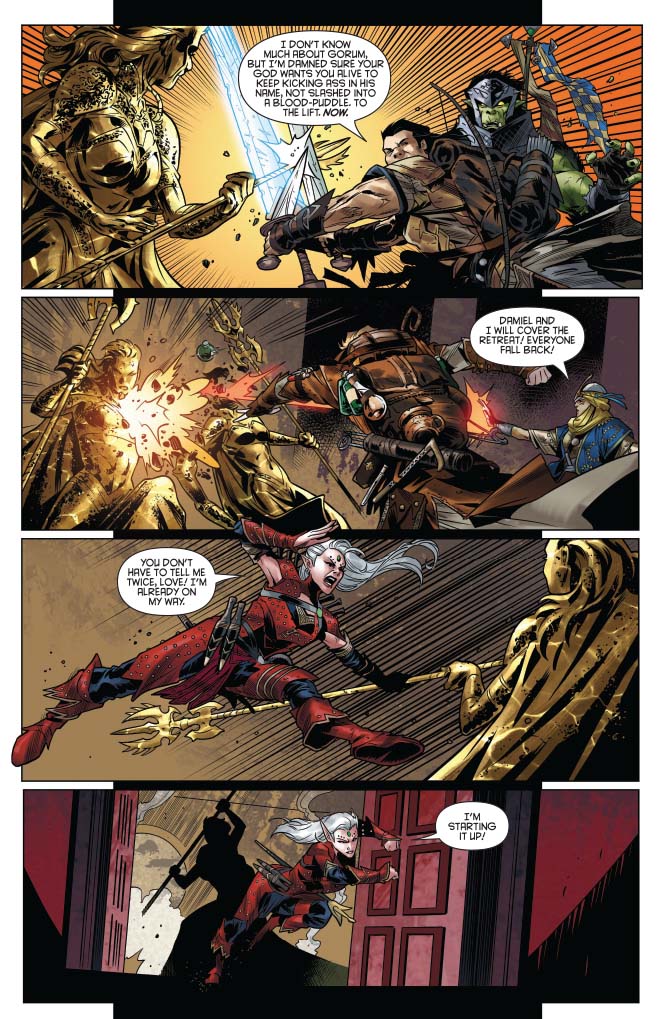 I DON'T KNOW
MUCH ABOUT GORUM,
BUT I'M DAMNED SURE YOUR
GOD WANTS YOU ALIVE TO
KEEP KICKING ASS IN HIS
NAME, NOT SLASHED INTO
A BLOOD-PUDDLE. TO
THE LIFT. NOW.
DAMIEL AND
I WILL COVER THE
RETREAT! EVERYONE
FALL BACK!
YOU DON'T
HAVE TO TELL ME
TWICE, LOVE! I'M
ALREADY ON
MY WAY.
I'M
STARTING
IT UP!